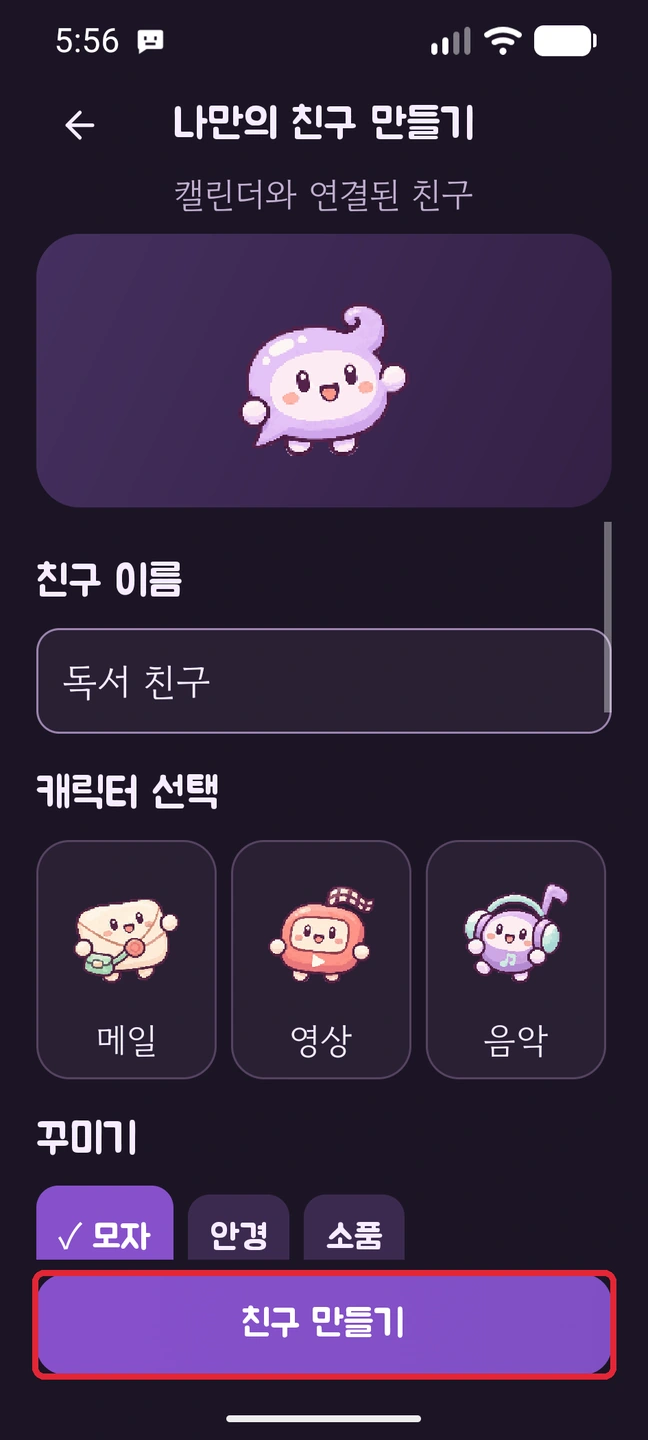 5:56
나만의 친구 만들기
캘린더와 연결된 친구
친구 이름
독서 친구
캐릭터 선택
메일 영상 음악
꾸미기
✓ 모자 안경 소품
친구 만들기